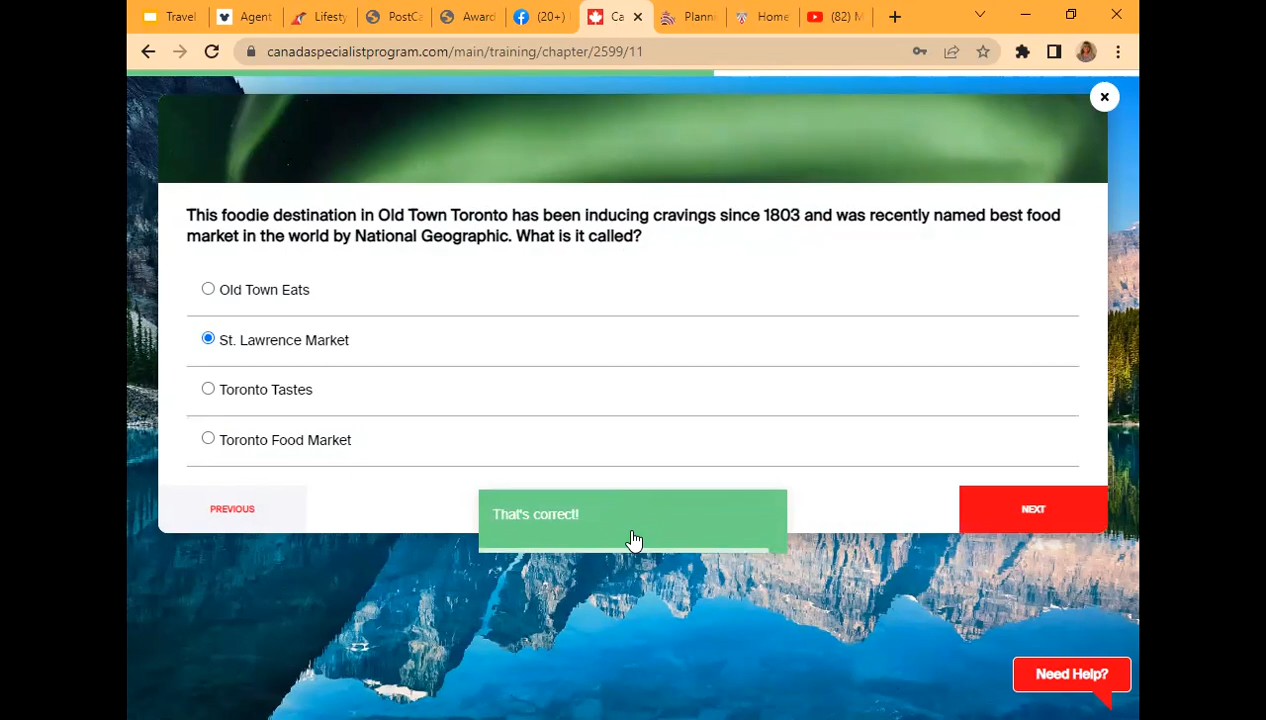 Travel
Agent
Lifesty
PostCa
Award
(20+)
Ca
Planni
Home
(82) M
canadaspecialistprogram.com/main/training/chapter/2599/11
This foodie destination in Old Town Toronto has been inducing cravings since 1803 and was recently named best food
market in the world by National Geographic. What is it called?
Old Town Eats
St. Lawrence Market
Toronto Tastes
Toronto Food Market
PREVIOUS
That's correct!
NEXT
Need Help?